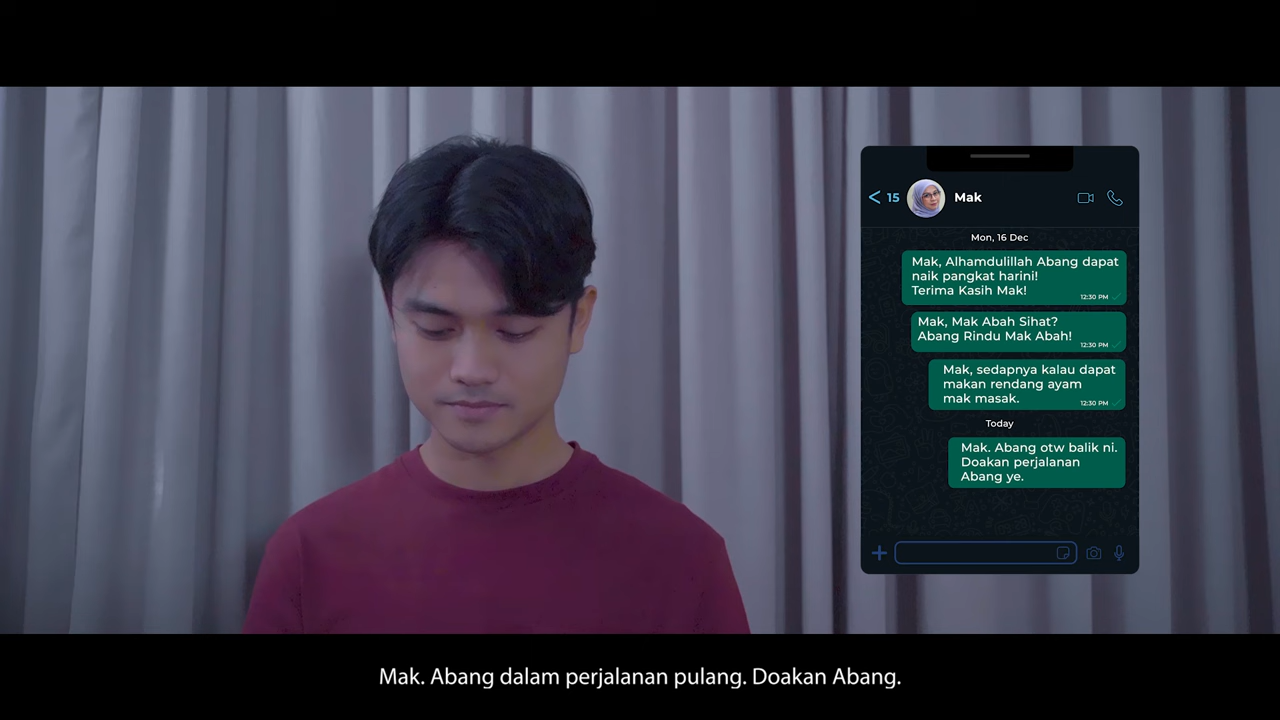 < 15 Mak
Mon, 16 Dec
Mak, Alhamdulillah Abang dapat
naik pangkat harini!
Terima Kasih Mak!
12:30 PM
Mak, Mak Abah Sihat?
Abang Rindu Mak Abah!
12:30 PM
Mak, sedapnya kalau dapat
makan rendang ayam
mak masak.
12:30 PM
Today
Mak. Abang otw balik ni.
Doakan perjalanan
Abang ye.
Mak. Abang dalam perjalanan pulang. Doakan Abang.